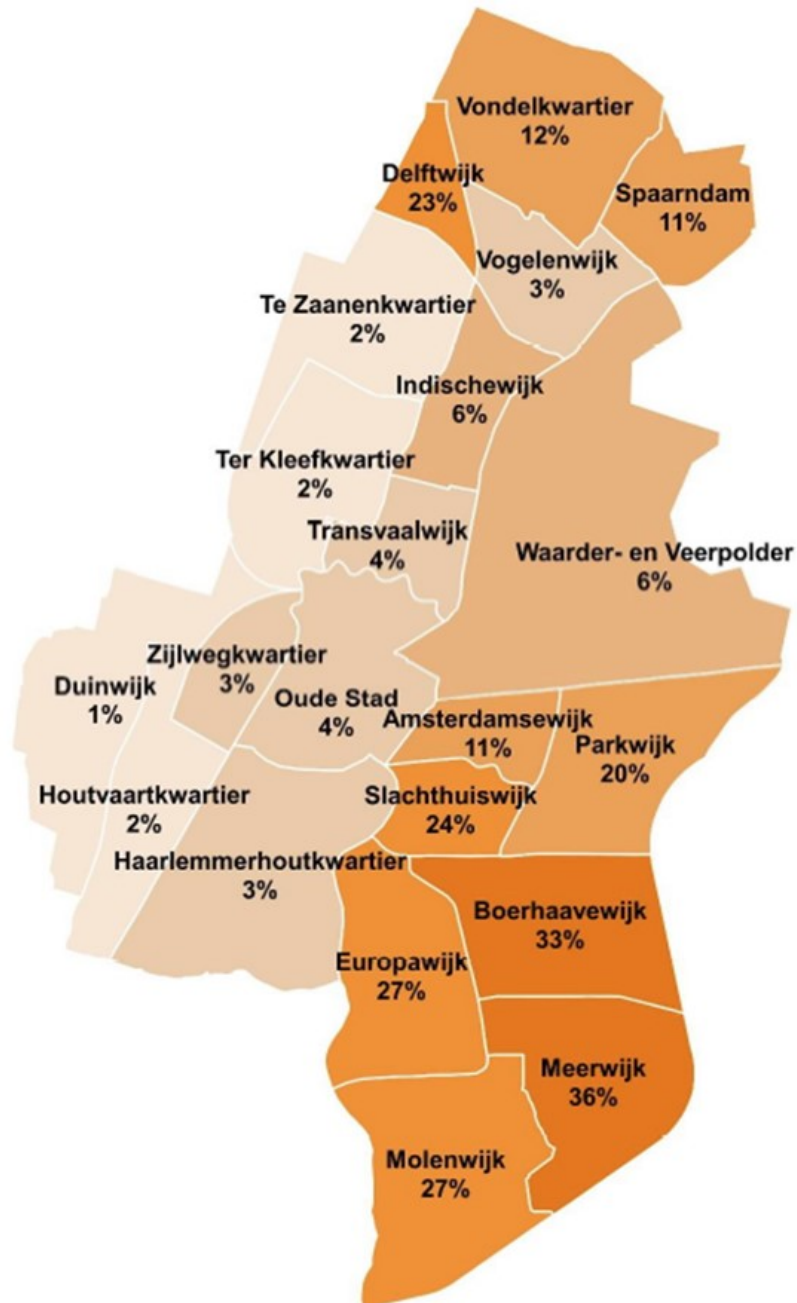 Vondelkwartier
12%
Delftwijk
23%
Spaarndam
11%
Vogelenwijk
3%
Te Zaanenkwartier
2%
Indischewijk
6%
Ter Kleefkwartier
2%
Transvaalwijk
4%
Waarder- en Veerpolder
6%
Zijlwegkwartier
3%
Duinwijk
1%
Oude Stad
4%
Amsterdamsewijk
11%
Parkwijk
20%
Houtvaartkwartier
2%
Slachthuiswijk
24%
Haarlemmerhoutkwartier
3%
Boerhaavewijk
33%
Europawijk
27%
Meerwijk
36%
Molenwijk
27%